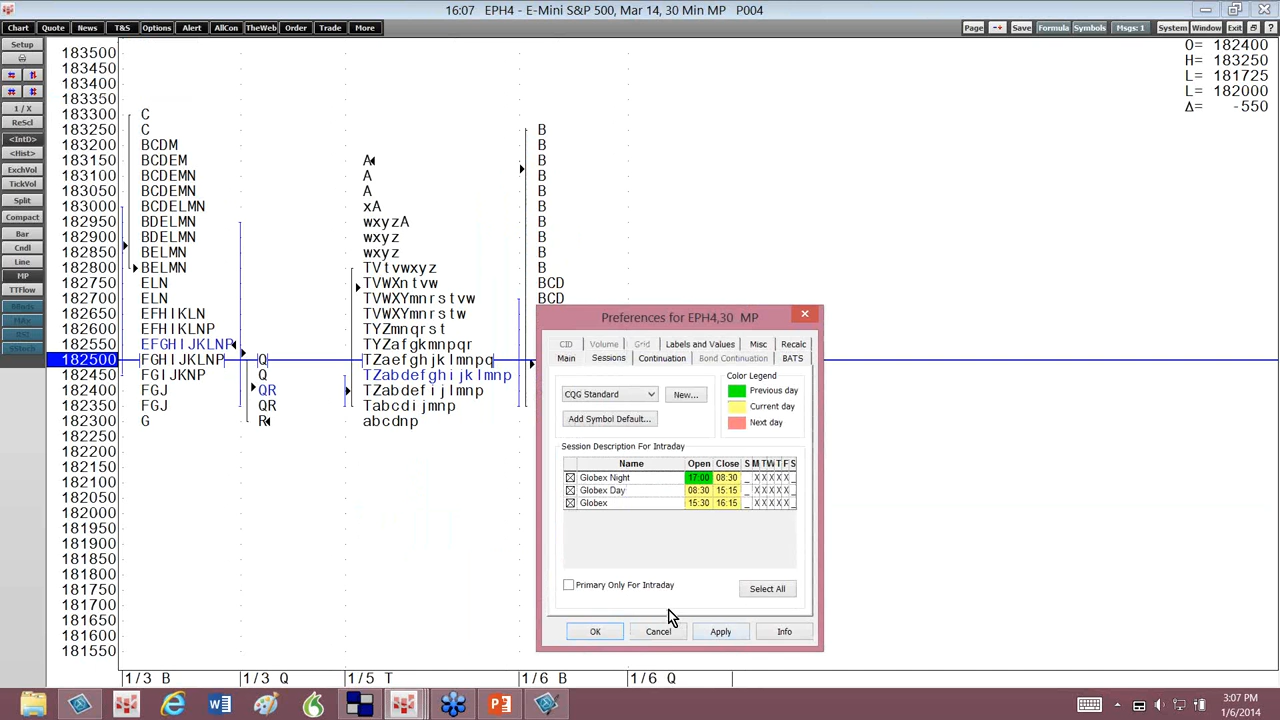 16:07 EPH4 - E-Mini S&P 500, Mar 14, 30 Min MP P004
Chart Quote News T&S Options Alert AllCon TheWeb Order Trade More Page Save Formula Symbols Msgs: 1 System Window Exit ?
Setup
1 / X
ReScl
<IntD>
<Hist>
ExchVol
TickVol
Split
Compact
Bar
Cndl
Line
MP
TTFlow
O= 182400
H= 183250
L= 181725
L= 182000
Δ= -550
183500
183450
183400
183350
183300 C
183250 C B
183200 BCDM B
183150 BCDEM A B
183100 BCDEMN A B
183050 BCDEMN A B
183000 BCDELMN xA B
182950 BDELMN wxyzA B
182900 BDELMN wxyz B
182850 BELMN wxyz B
182800 BELMN TVtvwxyz B
182750 ELN TVWXntvw BCD
182700 ELN TVWXYmnrstvw BCD
182650 EFHIKLN TVWXYmnrstw
182600 EFHIKLNP TYZmnqrst
182550 EFGHIJKLNP TYZafgkmnpqr
182500 FGHIJKLNP Q TZaefghjklmnpq
182450 FGIJKNP Q TZabdefghijklmnp
182400 FGJ QR TZabdefijlmnp
182350 FGJ QR Tabcdijmnp
182300 G R abcdnp
182250
182200
182150
182100
182050
182000
181950
181900
181850
181800
181750
181700
181650
181600
181550
1/3 B 1/3 Q 1/5 T 1/6 B 1/6 Q
Preferences for EPH4,30 MP
CID Volume Grid Labels and Values Misc Recalc
Main Sessions Continuation Bond Continuation BATS
CQG Standard New...
Add Symbol Default...
Color Legend
Previous day
Current day
Next day
Session Description For Intraday
Name Open Close S M T W T F S
Globex Night 17:00 08:30 _ X X X X X _
Globex Day 08:30 15:15 _ X X X X X _
Globex 15:30 16:15 _ X X X X X _
Primary Only For Intraday
Select All
OK Cancel Apply Info
3:07 PM
1/6/2014